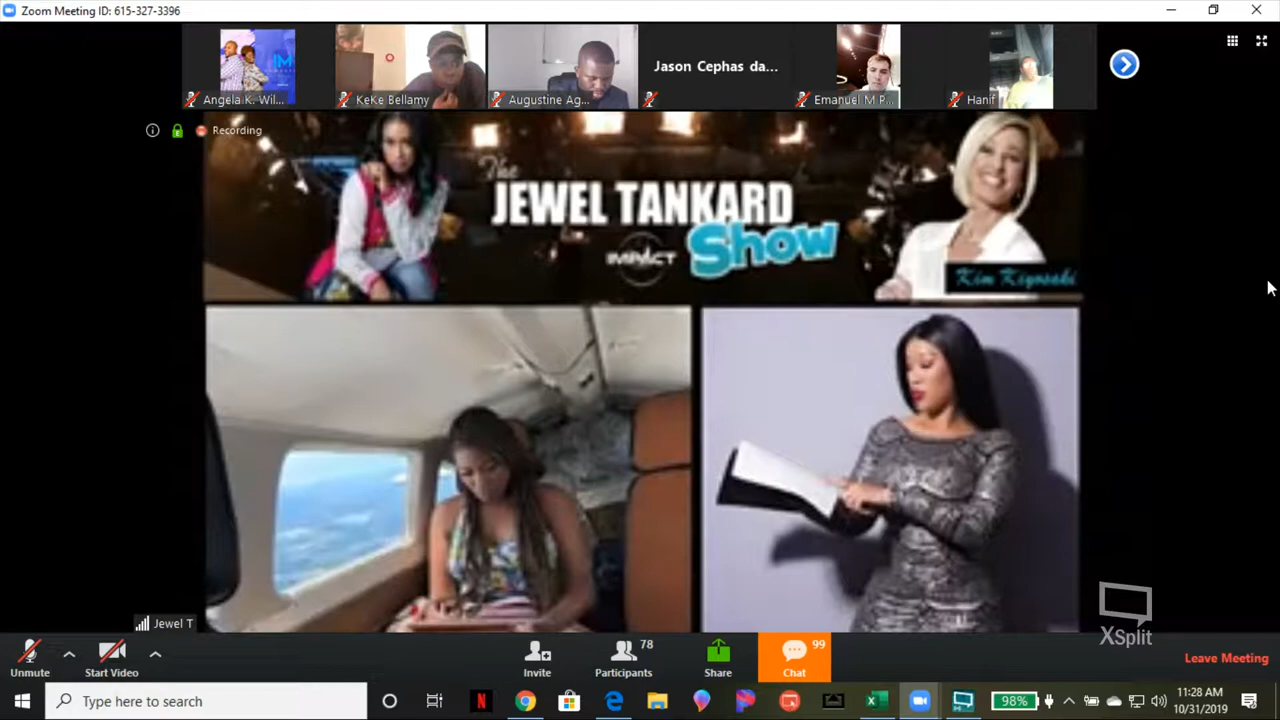 Zoom Meeting ID: 615-327-3396
Angela K. Wil...
KeKe Bellamy
Augustine Ag...
Jason Cephas da...
Emanuel M P...
Hanif
Recording
The
JEWEL TANKARD
Show
IMPACT
Kim Kiyosaki
Jewel T
XSplit
Unmute
Start Video
Invite
78
Participants
Share
99
Chat
Leave Meeting
Type here to search
98%
11:28 AM
10/31/2019